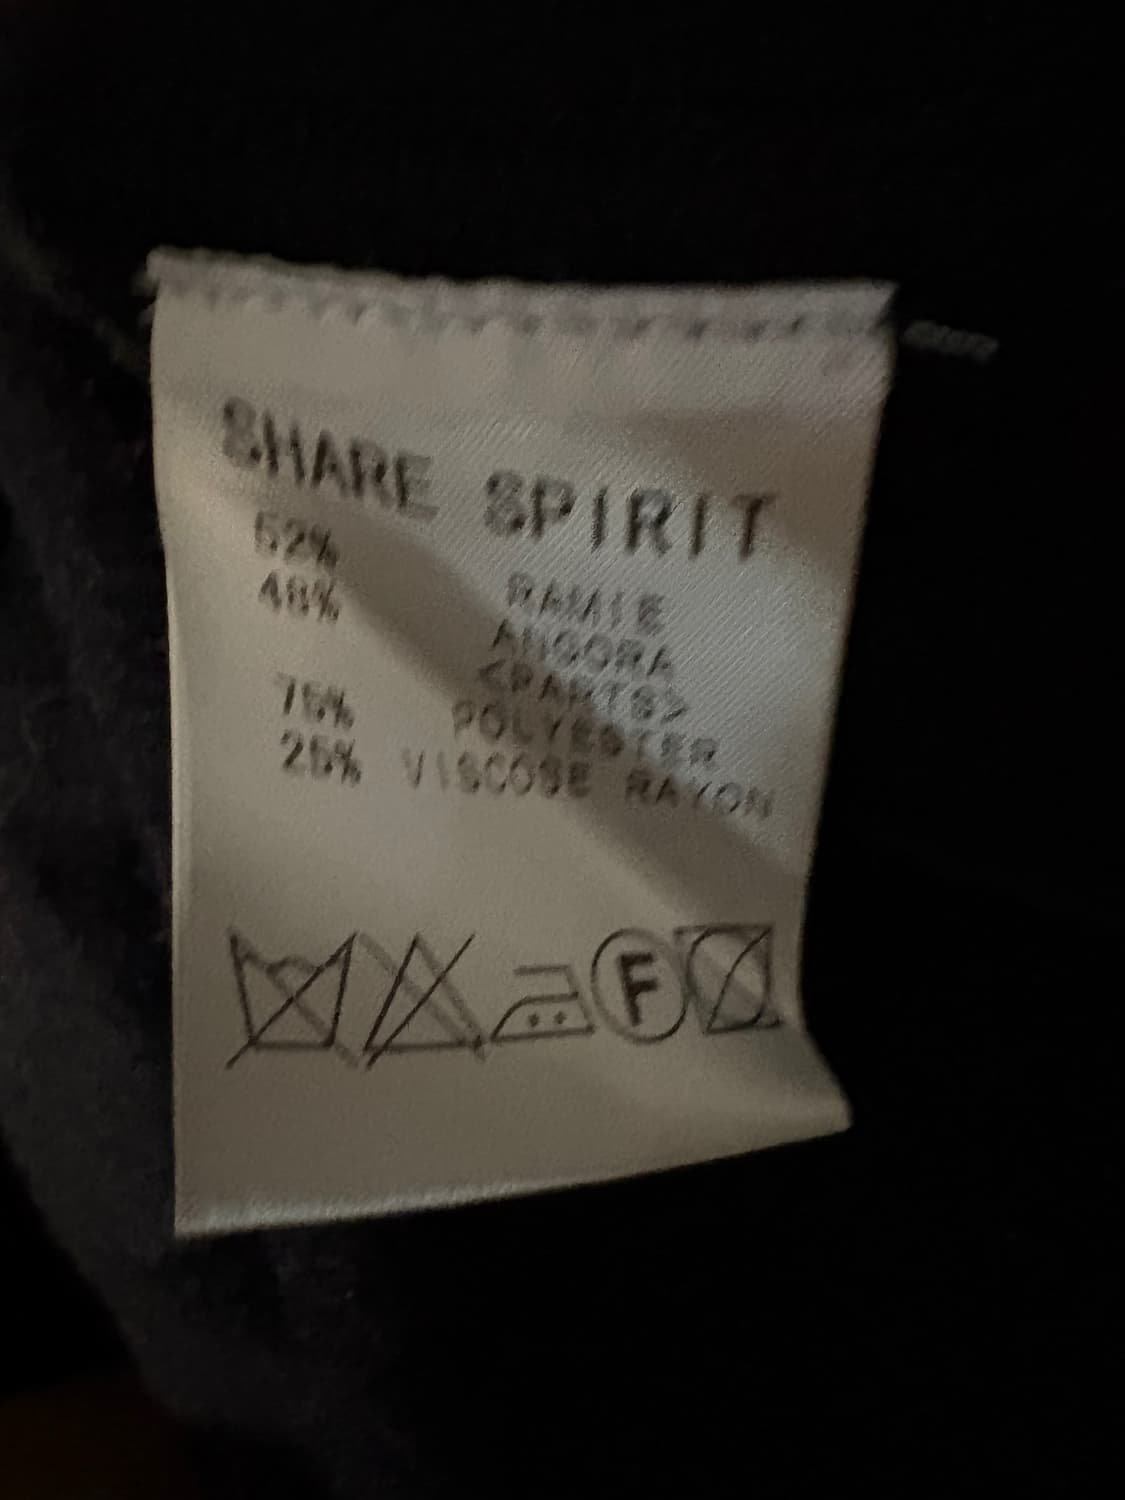 SHARE SPIRIT
52% RAMIE
48% ANGORA
<PARTS>
75% POLYESTER
25% VISCOSE RAYON
F